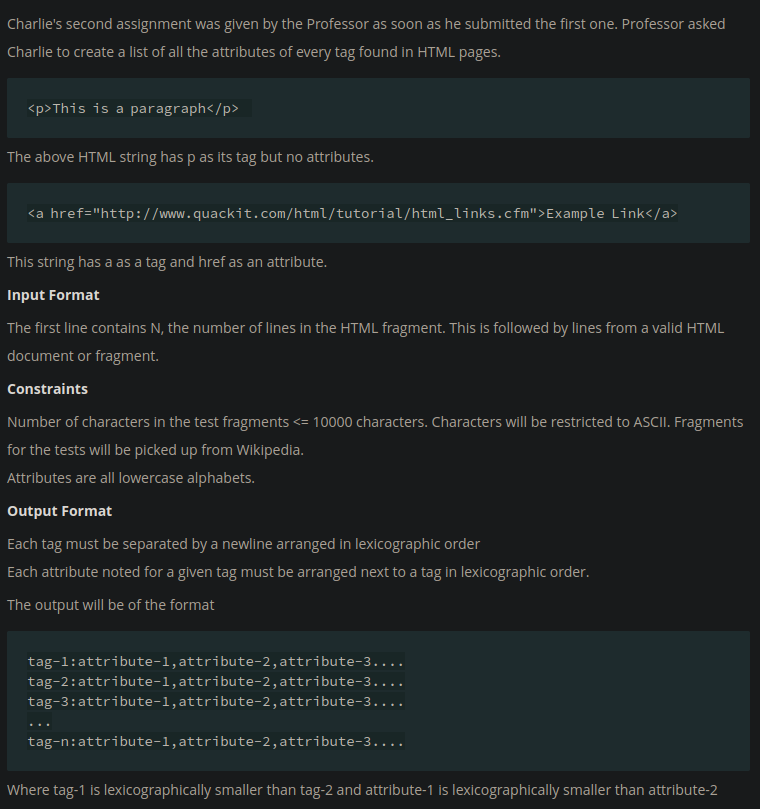 Charlie's second assignment was given by the Professor as soon as he submitted the first one. Professor asked
Charlie to create a list of all the attributes of every tag found in HTML pages.
<p>This is a paragraph</p>
The above HTML string has p as its tag but no attributes.
<a href="http://www.quackit.com/html/tutorial/html_links.cfm">Example Link</a>
This string has a as a tag and href as an attribute.
Input Format
The first line contains N, the number of lines in the HTML fragment. This is followed by lines from a valid HTML
document or fragment.
Constraints
Number of characters in the test fragments <= 10000 characters. Characters will be restricted to ASCII. Fragments
for the tests will be picked up from Wikipedia.
Attributes are all lowercase alphabets.
Output Format
Each tag must be separated by a newline arranged in lexicographic order
Each attribute noted for a given tag must be arranged next to a tag in lexicographic order.
The output will be of the format
tag-1:attribute-1,attribute-2,attribute-3....
tag-2:attribute-1,attribute-2,attribute-3....
tag-3:attribute-1,attribute-2,attribute-3....
...
tag-n:attribute-1,attribute-2,attribute-3....
Where tag-1 is lexicographically smaller than tag-2 and attribute-1 is lexicographically smaller than attribute-2